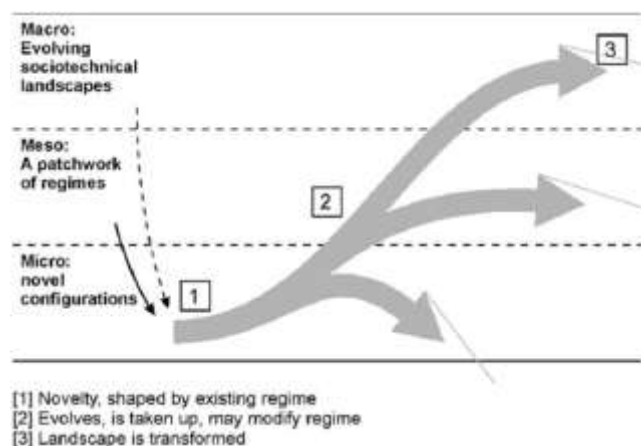 Macro:
Evolving
sociotechnical
landscapes
3
Meso:
A patchwork
of regimes
2
Micro:
novel
configurations
1
[1] Novelty, shaped by existing regime
[2] Evolves, is taken up, may modify regime
[3] Landscape is transformed